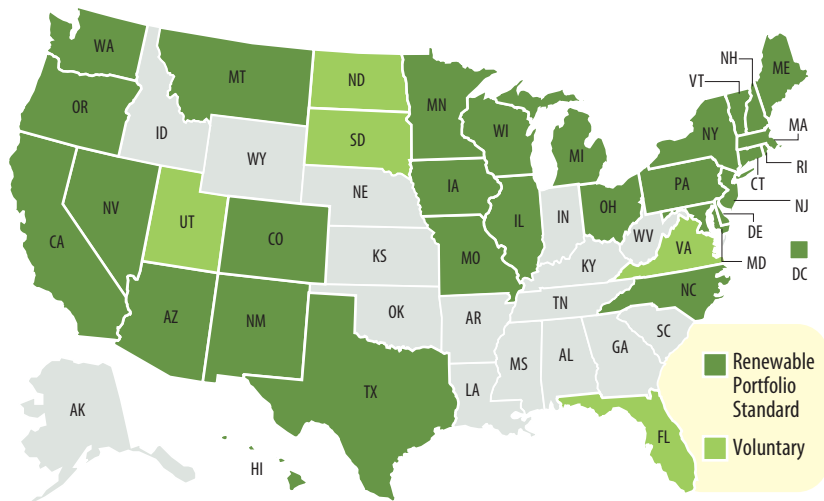 WA
MT
ND
MN
OR
ID
WY
SD
WI
MI
NY
VT
NH
ME
MA
RI
CT
NJ
DE
MD
DC
NV
CA
UT
CO
NE
IA
IL
IN
OH
PA
WV
VA
KS
MO
KY
NC
AZ
NM
OK
AR
TN
SC
TX
LA
MS
AL
GA
FL
AK
HI
Renewable
Portfolio
Standard
Voluntary